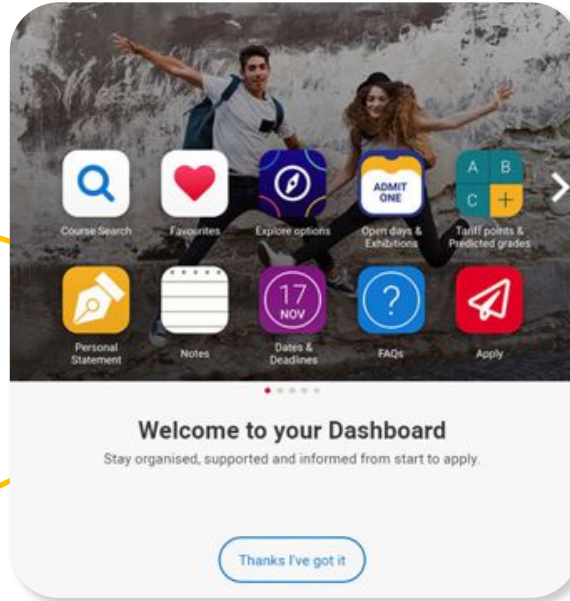 ADMIT
ONE
A B
C +
Course Search
Favourites
Explore options
Open days &
Exhibitions
Tariff points &
Predicted grades
17
NOV
?
Personal
Statement
Notes
Dates &
Deadlines
FAQs
Apply
Welcome to your Dashboard
Stay organised, supported and informed from start to apply.
Thanks I've got it